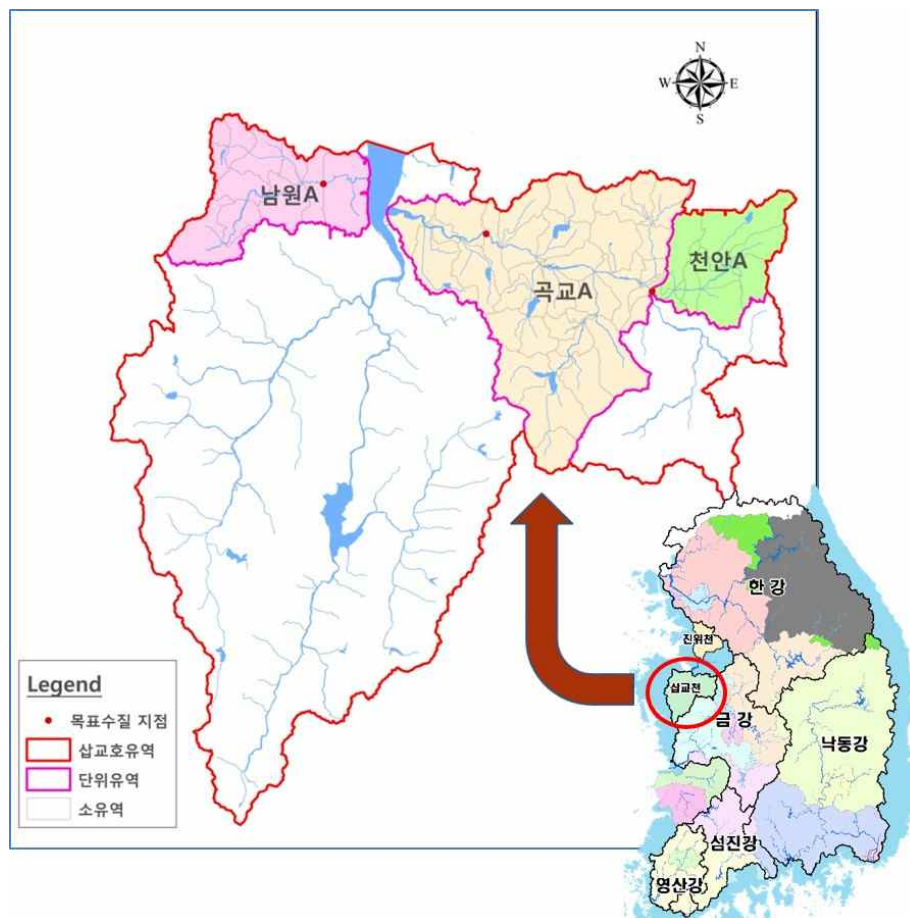 N
W
E
S
남원A
천안A
곡교A
한 강
진위천
삽교천
금 강
낙동강
섬진강
영산강
Legend
목표수질 지점
삽교호유역
단위유역
소유역